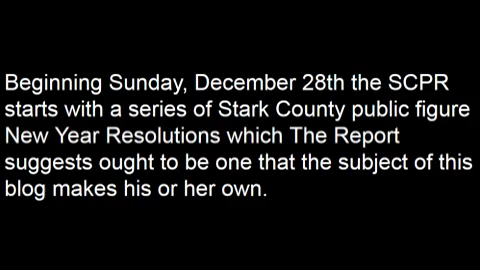 Beginning Sunday, December 28th the SCPR
starts with a series of Stark County public figure
New Year Resolutions which The Report
suggests ought to be one that the subject of this
blog makes his or her own.